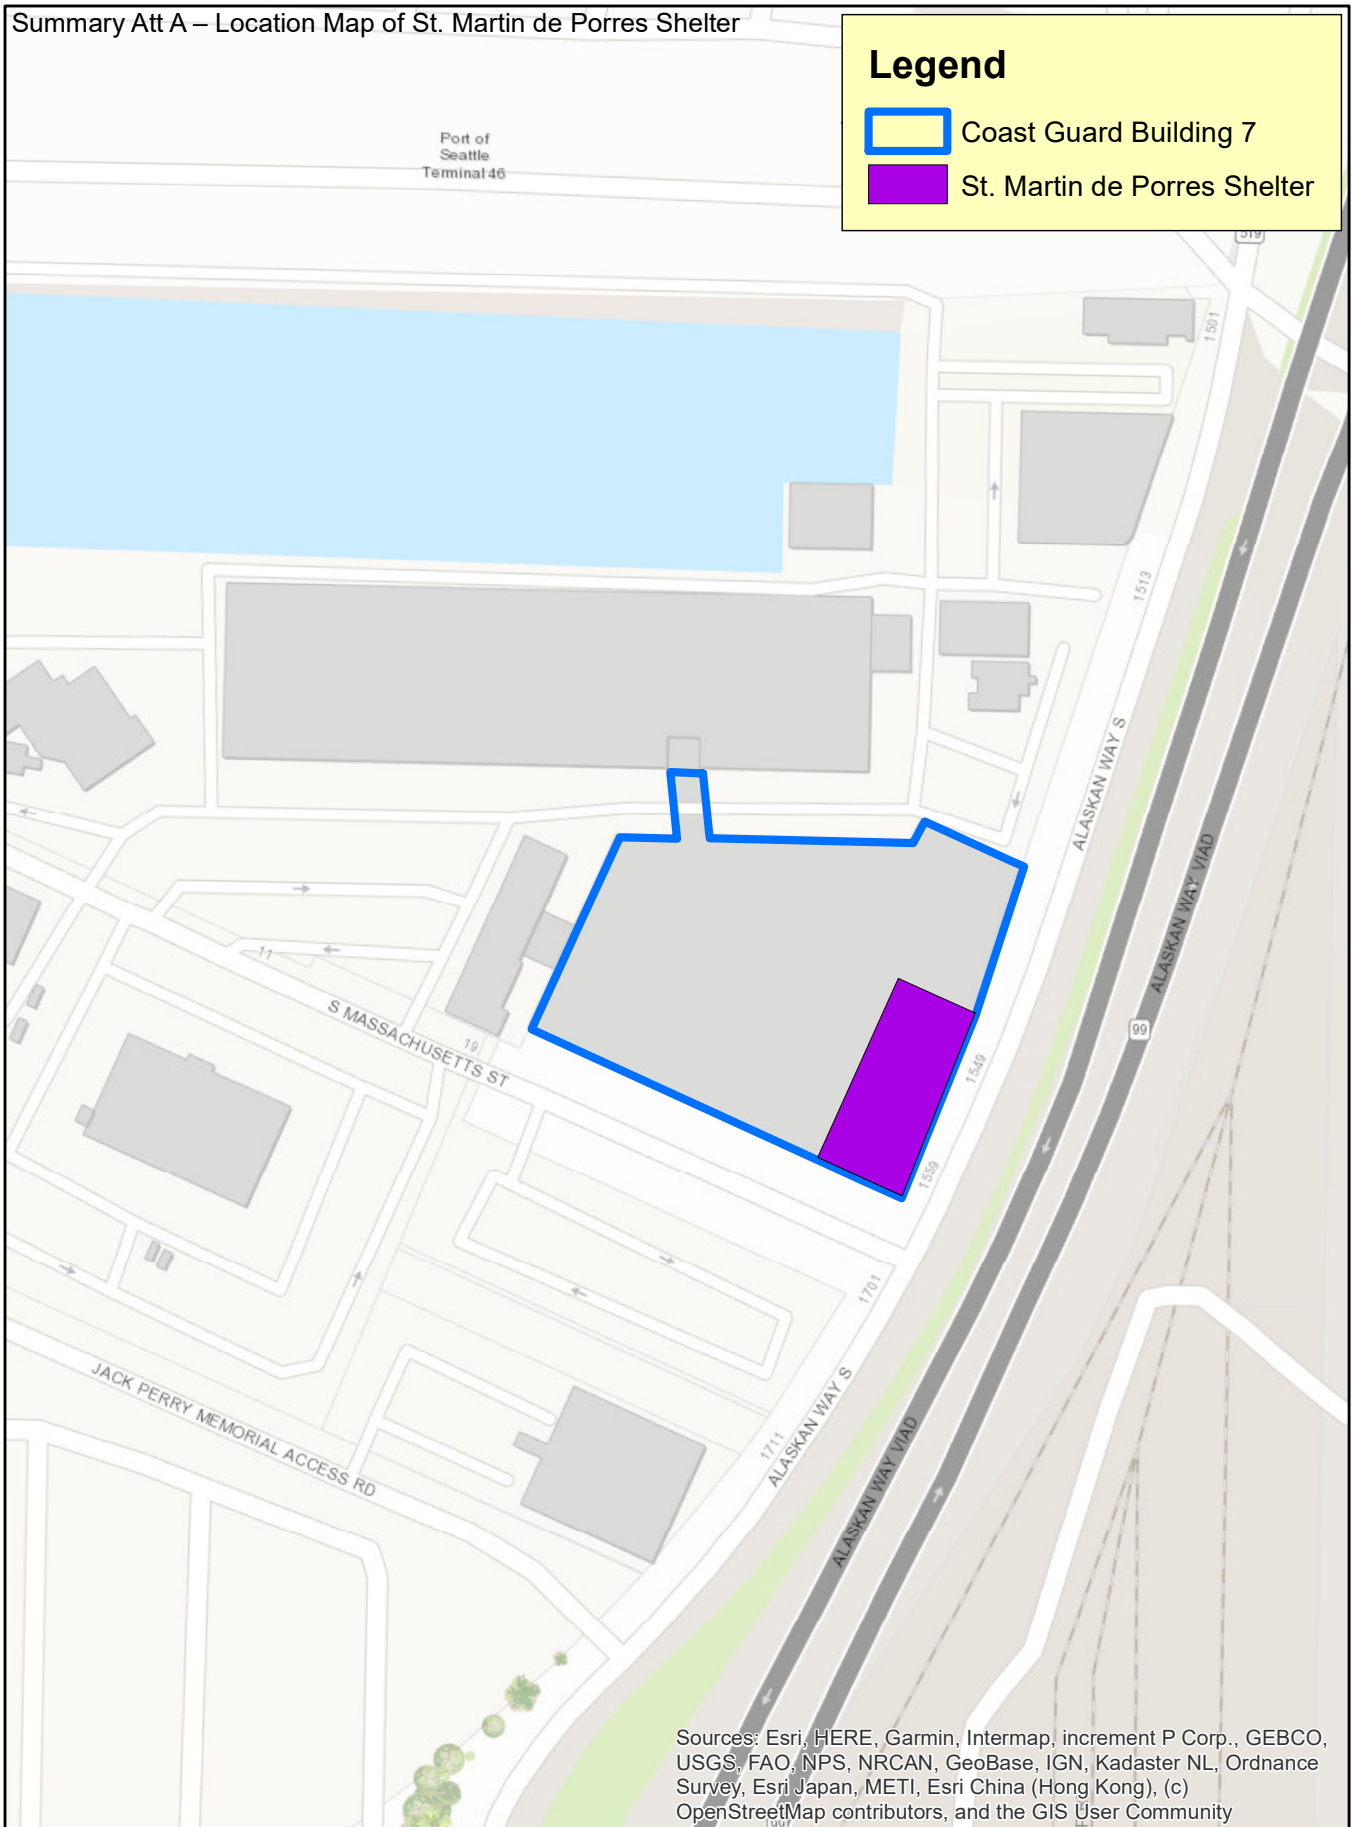 Summary Att A – Location Map of St. Martin de Porres Shelter
Legend
Coast Guard Building 7
St. Martin de Porres Shelter
Port of
Seattle
Terminal 46
519
1501
1513
ALASKAN WAY S
ALASKAN WAY VIAD
99
11
S MASSACHUSETTS ST
19
1549
1559
1701
JACK PERRY MEMORIAL ACCESS RD
1711
ALASKAN WAY S
ALASKAN WAY VIAD
Sources: Esri, HERE, Garmin, Intermap, increment P Corp., GEBCO,
USGS, FAO, NPS, NRCAN, GeoBase, IGN, Kadaster NL, Ordnance
Survey, Esri Japan, METI, Esri China (Hong Kong), (c)
OpenStreetMap contributors, and the GIS User Community
99